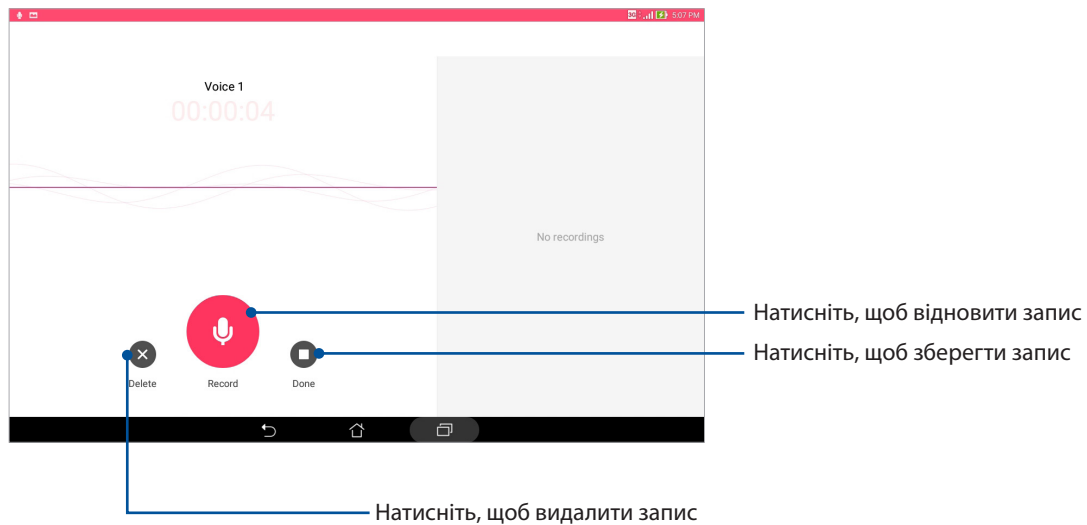 3G 5:07 PM
Voice 1
00:00:04
No recordings
Натисніть, щоб відновити запис
Натисніть, щоб зберегти запис
Delete Record Done
Натисніть, щоб видалити запис